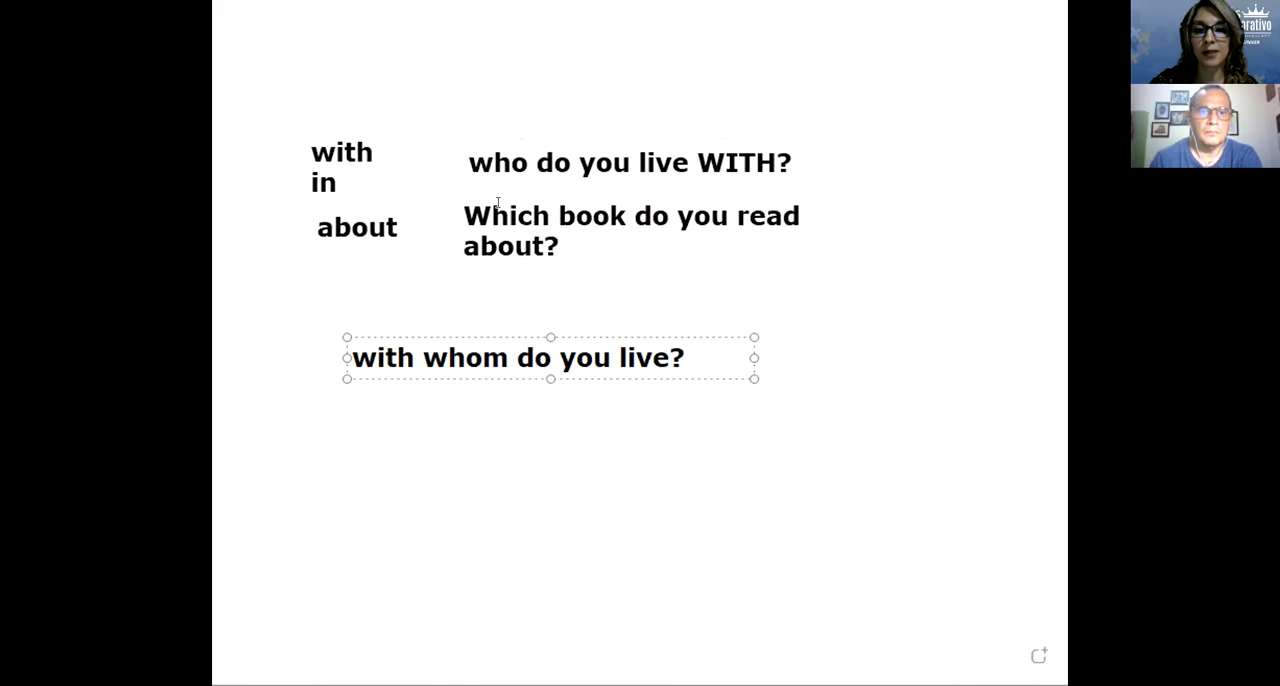 with
in
about
who do you live WITH?
Which book do you read
about?
with whom do you live?
arativo